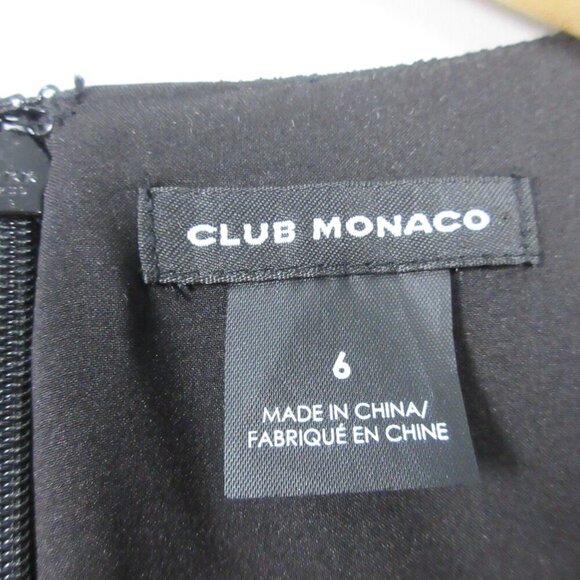 CLUB MONACO
6
MADE IN CHINA/
FABRIQUÉ EN CHINE